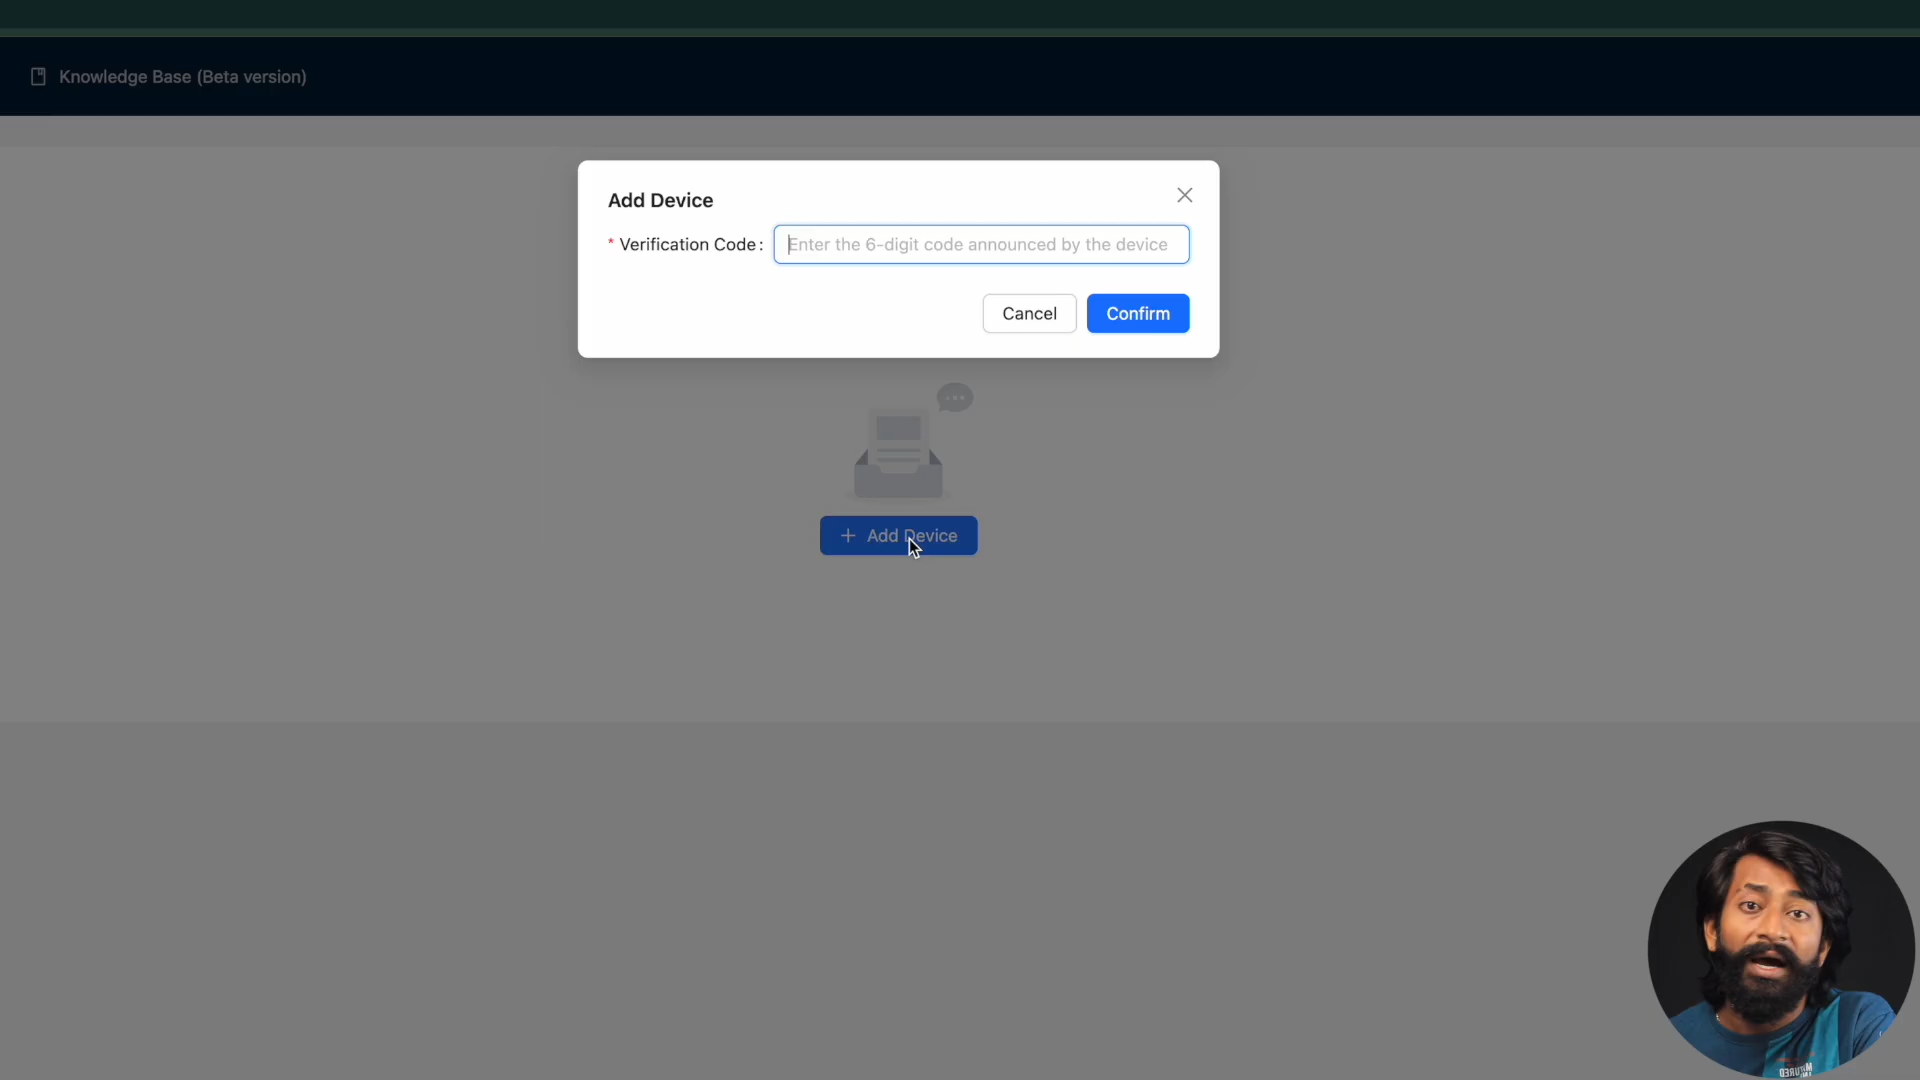 Knowledge Base (Beta version)
Add Device
* Verification Code:
Enter the 6-digit code announced by the device
Cancel
Confirm
+ Add Device